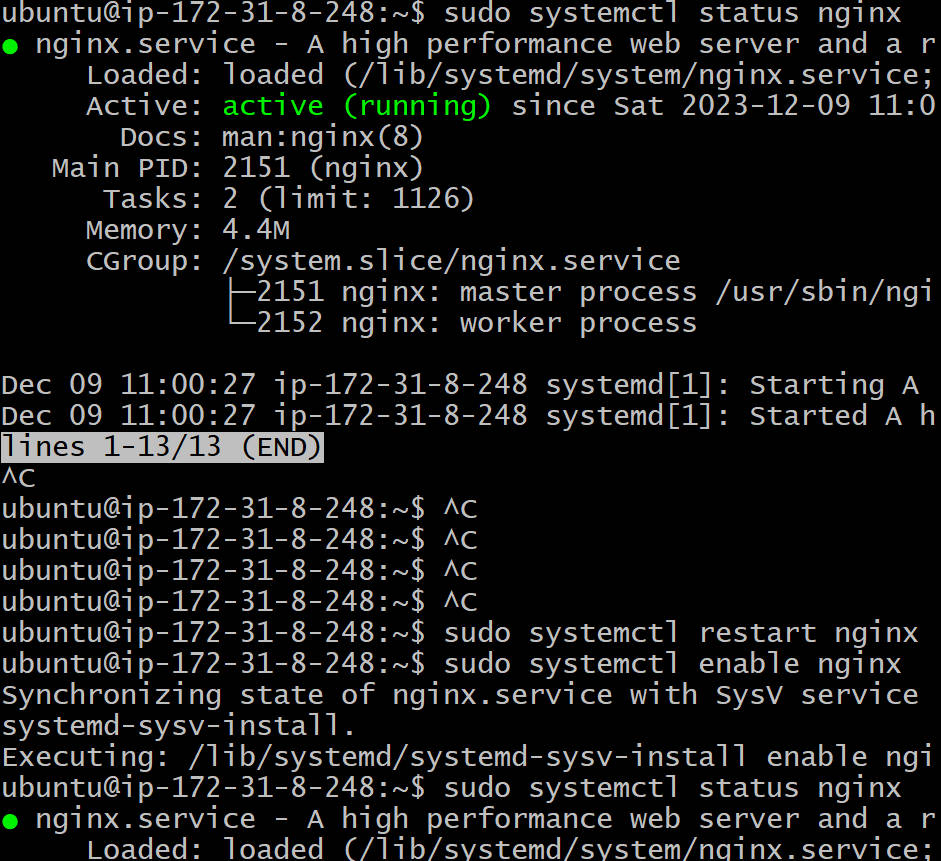 ubuntu@ip-172-31-8-248:~$ sudo systemctl status nginx
● nginx.service - A high performance web server and a r
     Loaded: loaded (/lib/systemd/system/nginx.service;
     Active: active (running) since Sat 2023-12-09 11:0
       Docs: man:nginx(8)
   Main PID: 2151 (nginx)
      Tasks: 2 (limit: 1126)
     Memory: 4.4M
     CGroup: /system.slice/nginx.service
             ├─2151 nginx: master process /usr/sbin/ngi
             └─2152 nginx: worker process

Dec 09 11:00:27 ip-172-31-8-248 systemd[1]: Starting A
Dec 09 11:00:27 ip-172-31-8-248 systemd[1]: Started A h
lines 1-13/13 (END)
^C
ubuntu@ip-172-31-8-248:~$ ^C
ubuntu@ip-172-31-8-248:~$ ^C
ubuntu@ip-172-31-8-248:~$ ^C
ubuntu@ip-172-31-8-248:~$ ^C
ubuntu@ip-172-31-8-248:~$ sudo systemctl restart nginx
ubuntu@ip-172-31-8-248:~$ sudo systemctl enable nginx
Synchronizing state of nginx.service with SysV service
systemd-sysv-install.
Executing: /lib/systemd/systemd-sysv-install enable ngi
ubuntu@ip-172-31-8-248:~$ sudo systemctl status nginx
● nginx.service - A high performance web server and a r
     Loaded: loaded (/lib/systemd/system/nginx.service;